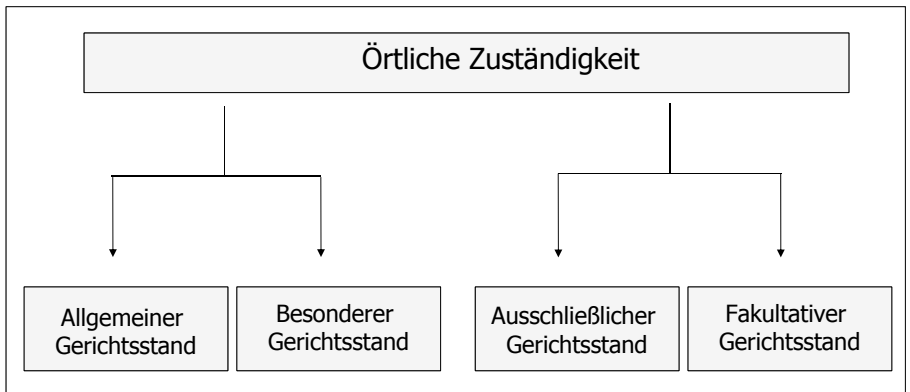 Örtliche Zuständigkeit
Allgemeiner
Gerichtsstand
Besonderer
Gerichtsstand
Ausschließlicher
Gerichtsstand
Fakultativer
Gerichtsstand